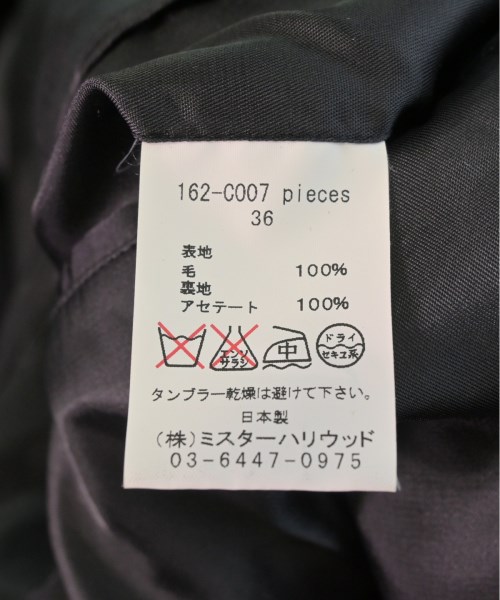 162-C007 pieces
36
表地
毛 100%
裏地
アセテート 100%
エンソ サラシ 中 ドライ セキユ系
タンブラー乾燥は避けて下さい。
日本製
(株)ミスターハリウッド
03-6447-0975